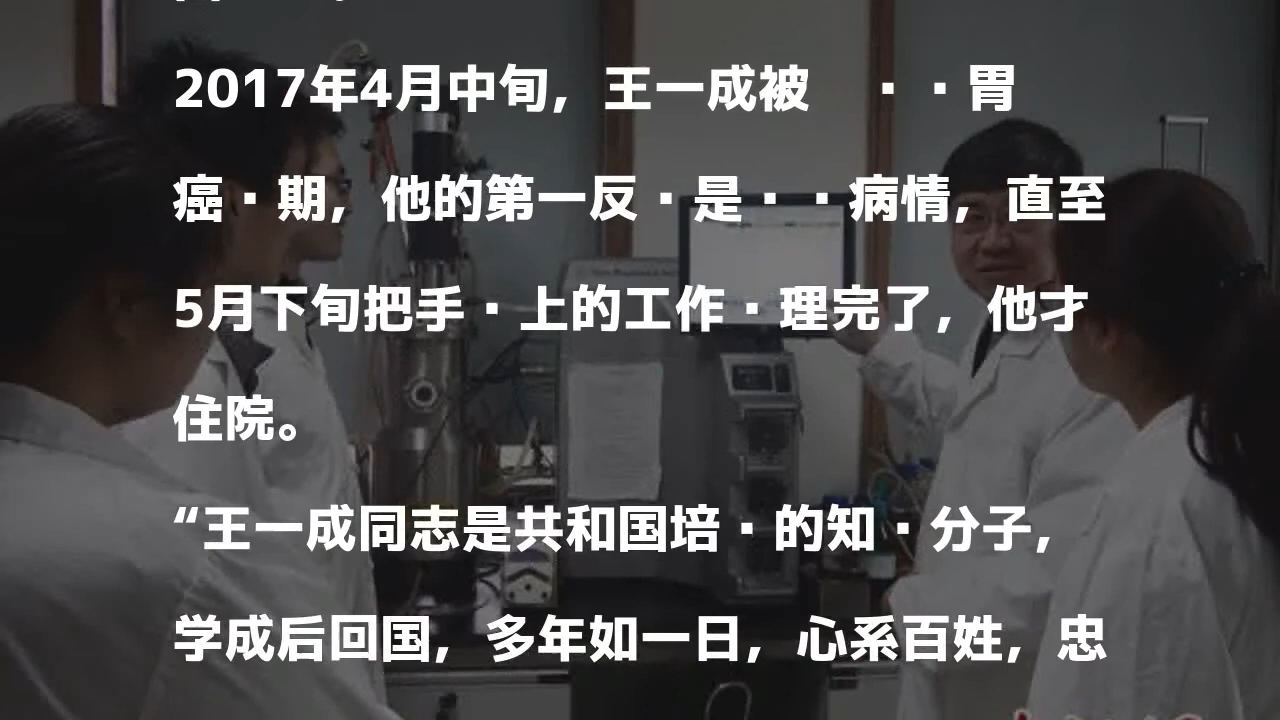 2017年4月中旬，王一成被　··胃
癌·期，他的第一反·是··病情，直至
5月下旬把手·上的工作·理完了，他才
住院。
“王一成同志是共和国培·的知·分子，
学成后回国，多年如一日，心系百姓，忠